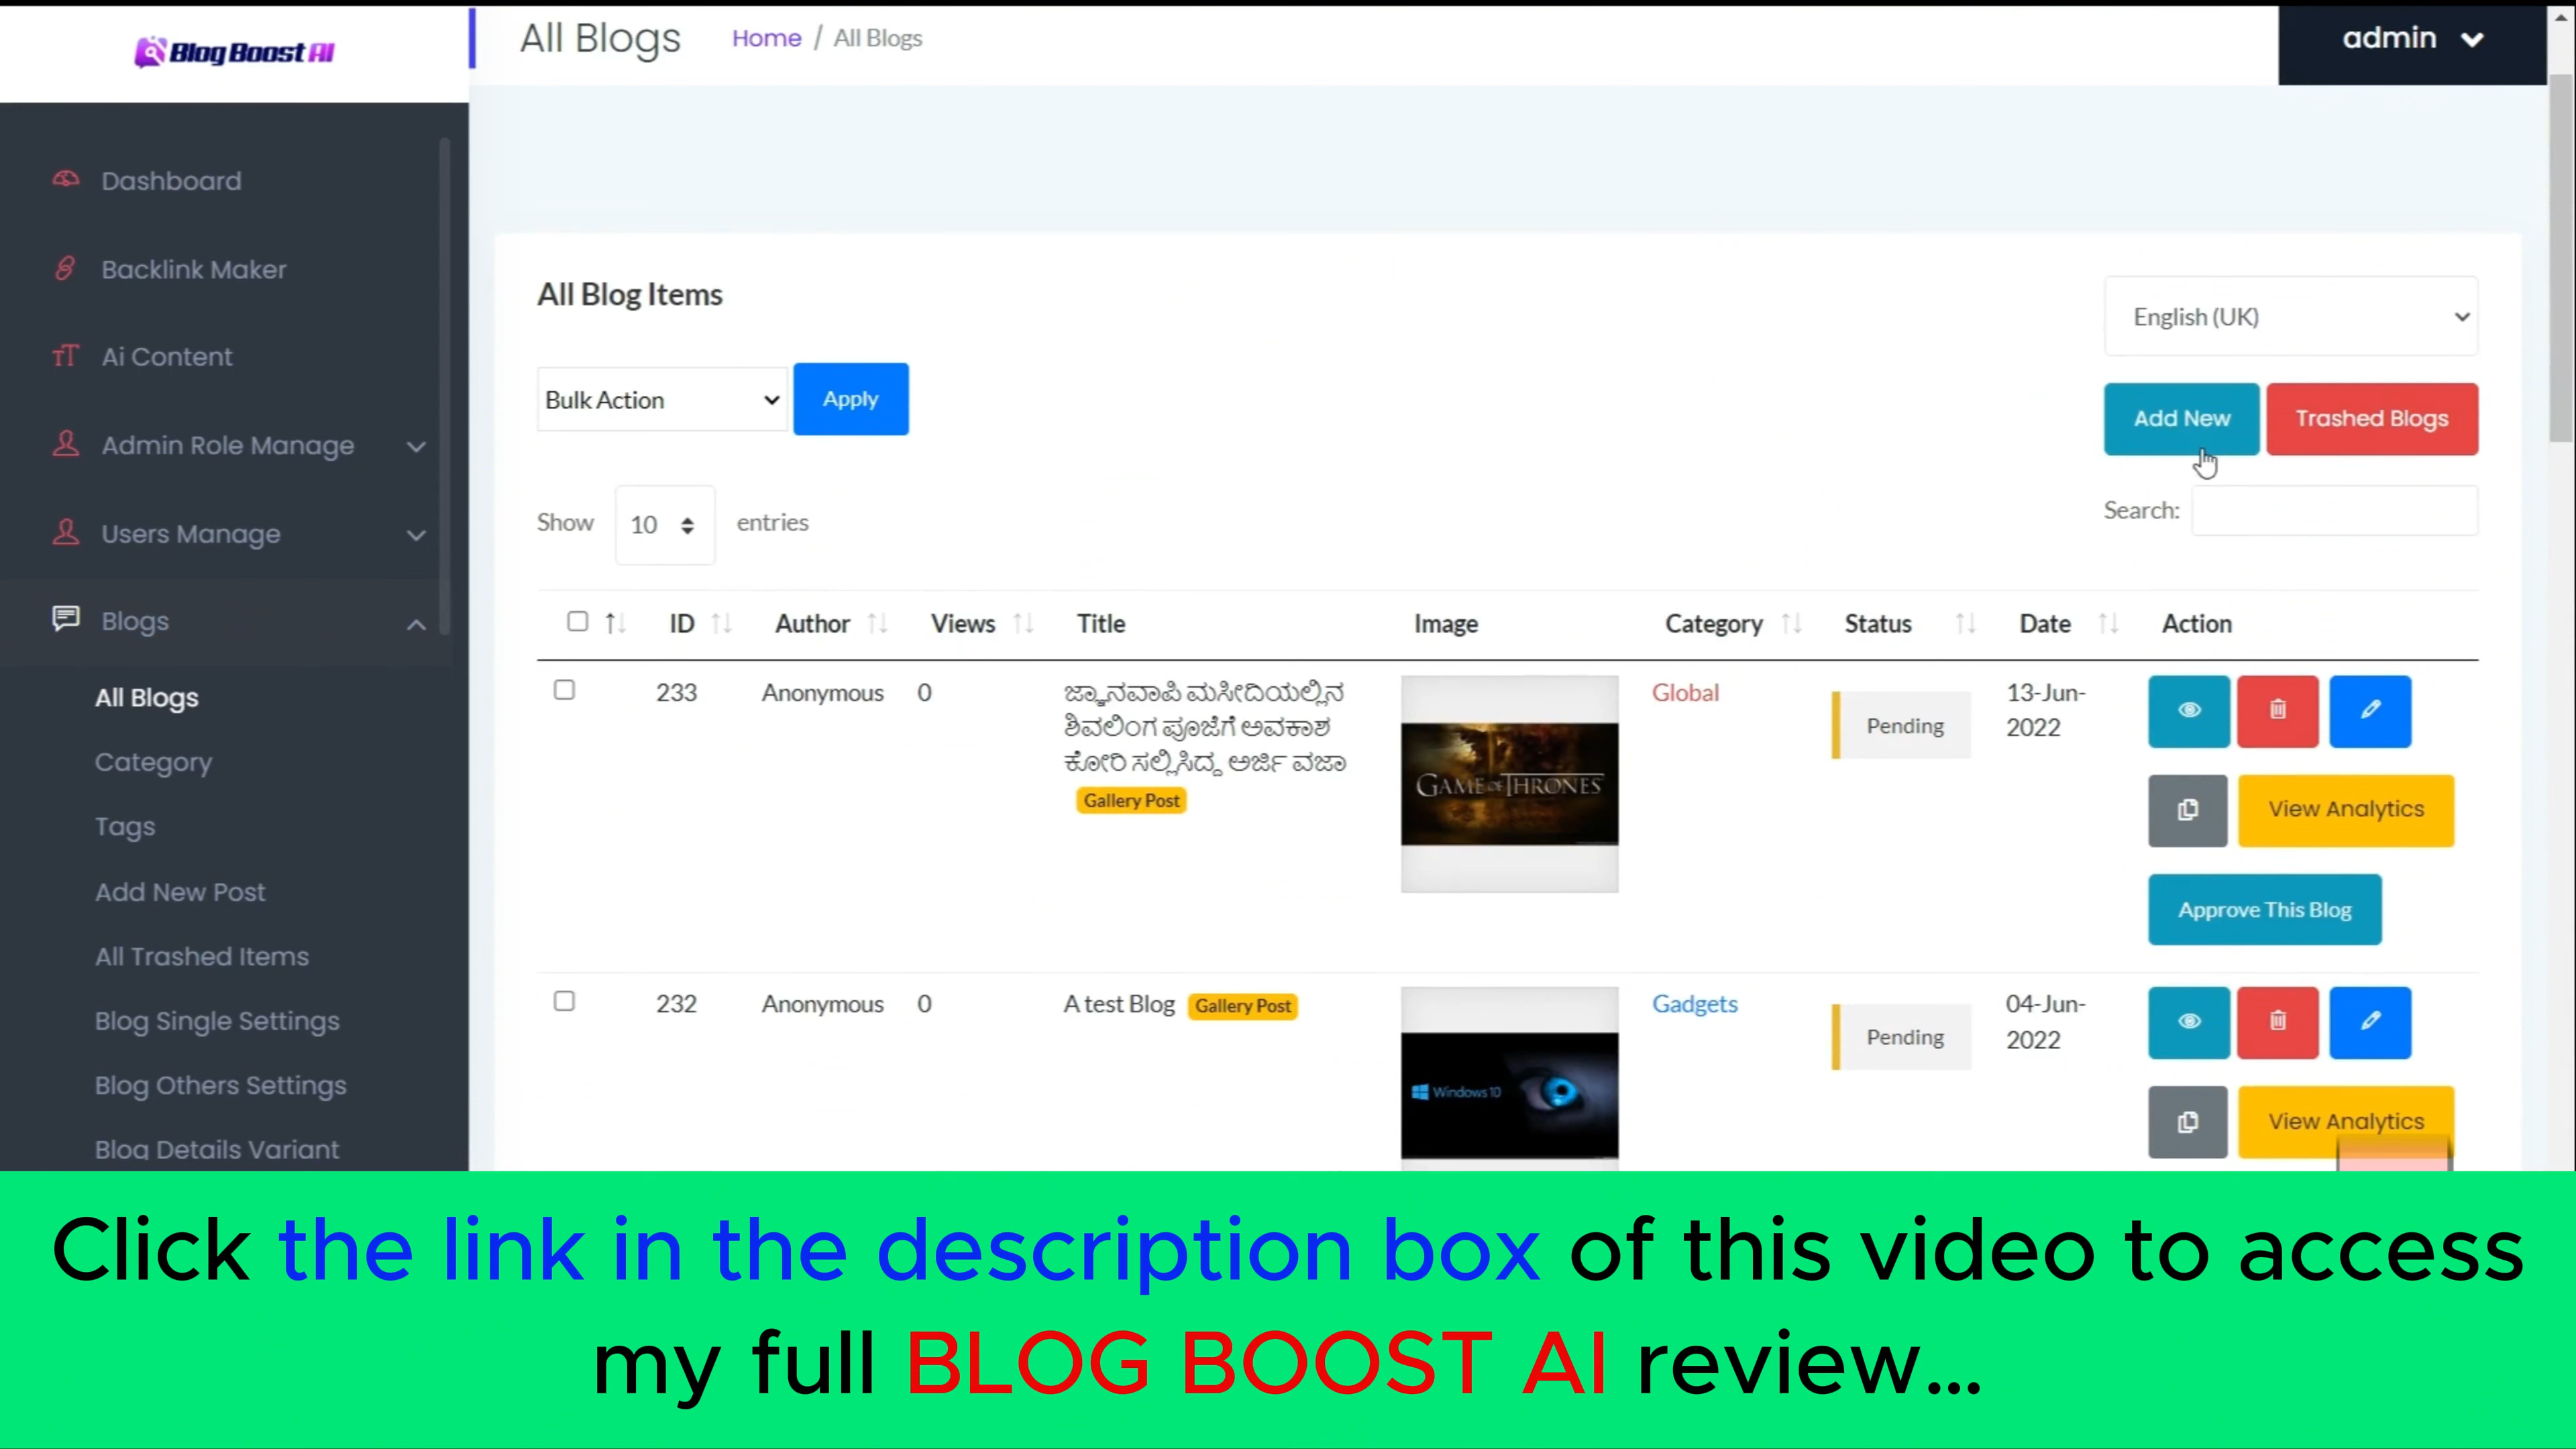 Blog Boost AI
All Blogs
Home / All Blogs
admin
Dashboard
Backlink Maker
Ai Content
Admin Role Manage
Users Manage
Blogs
All Blogs
Category
Tags
Add New Post
All Trashed Items
Blog Single Settings
Blog Others Settings
Blog Details Variant
All Blog Items
English (UK)
Bulk Action
Apply
Add New
Trashed Blogs
Show 10 entries
Search:
ID Author Views Title Image Category Status Date Action
233 Anonymous 0
ಜ್ಞಾನವಾಪಿ ಮಸೀದಿಯಲ್ಲಿನ
ಶಿವಲಿಂಗ ಪೂಜೆಗೆ ಅವಕಾಶ
ಕೋರಿ ಸಲ್ಲಿಸಿದ್ದ ಅರ್ಜಿ ವಜಾ
Gallery Post
GAME OF THRONES
Global
Pending
13-Jun-
2022
View Analytics
Approve This Blog
232 Anonymous 0 A test Blog Gallery Post
Windows 10
Gadgets
Pending
04-Jun-
2022
View Analytics
Click the link in the description box of this video to access
my full BLOG BOOST AI review...